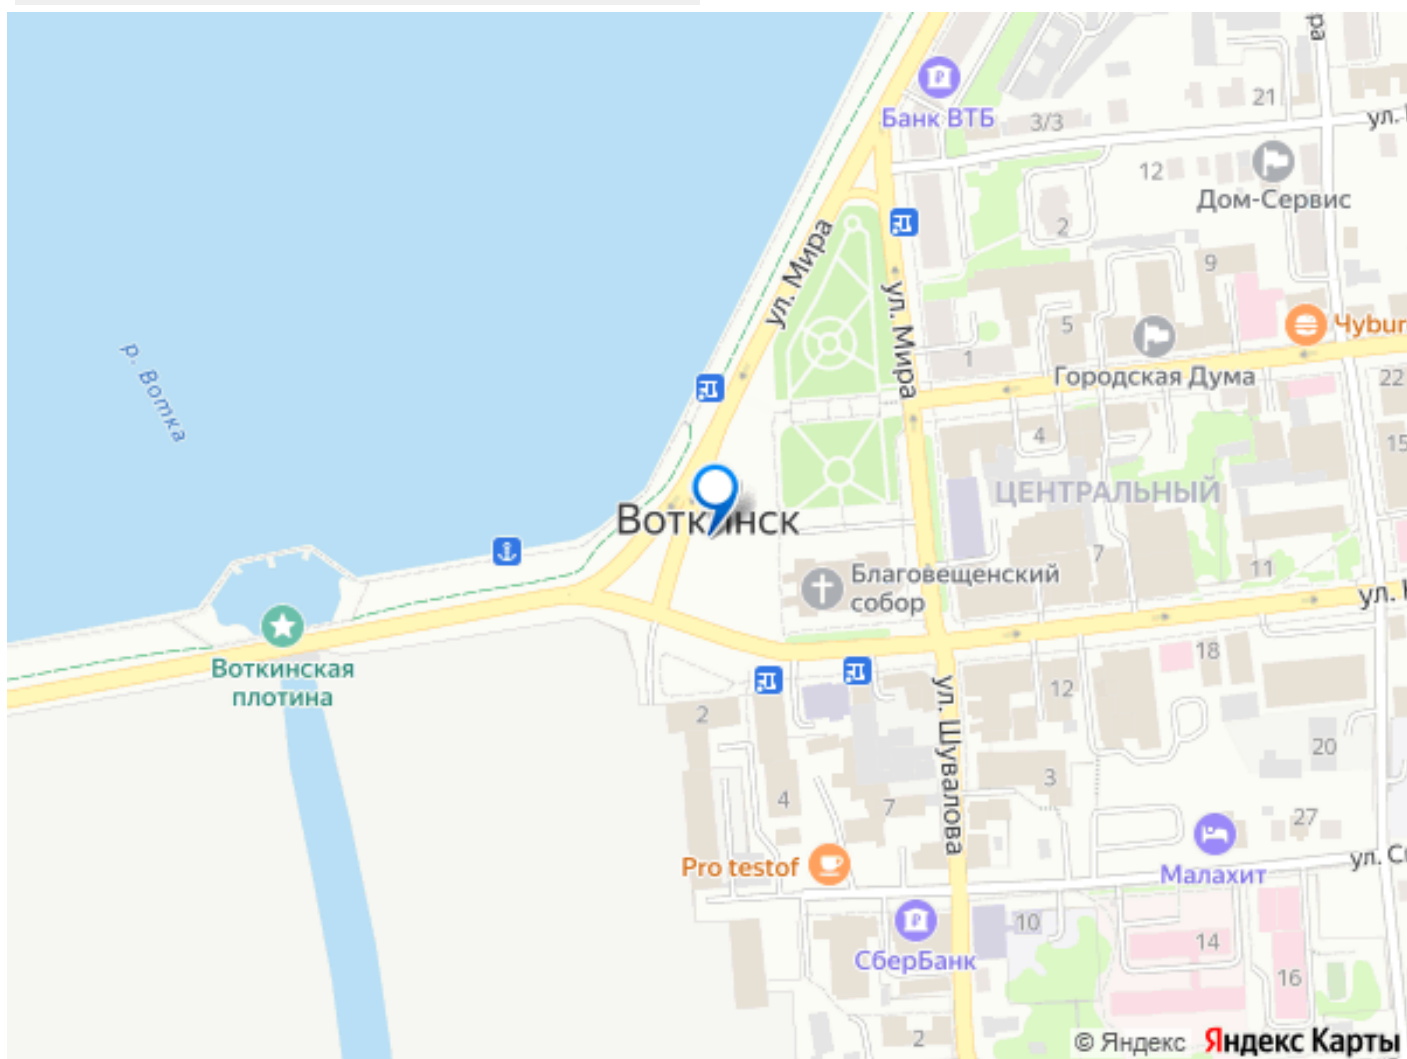 ра
Банк ВТБ
3/3
21
ул.
12
Дом-Сервис
2
ул. Мира
9
ул. Мира
5
Чyбur
1
Городская Дума
р. Вотка
22
4
15
ЦЕНТРАЛЬНЫЙ
Воткинск
7
11
Благовещенский
собор
ул.
Воткинская
плотина
18
12
2
ул. Шувалова
20
3
4
7
27
Pro testof
Малахит
ул. С
10
14
СберБанк
16
2
© Яндекс Яндекс Карты